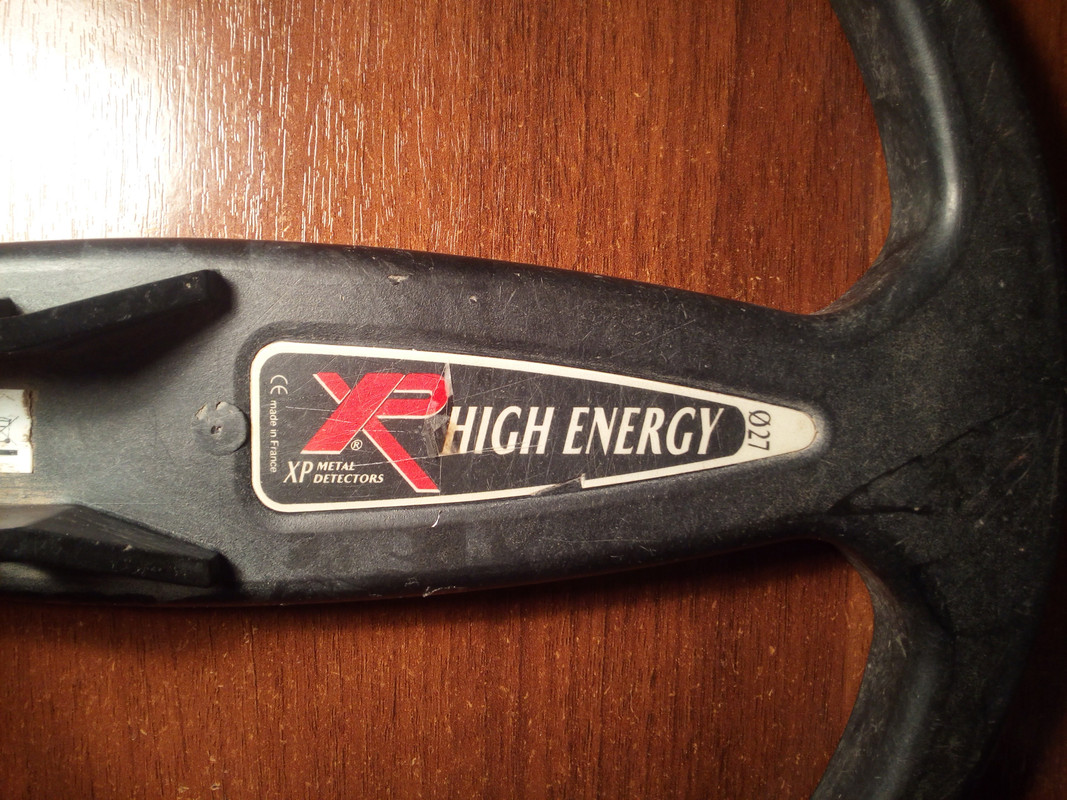 CE made in France
XP®
XP METAL
DETECTORS
HIGH ENERGY
Ø27